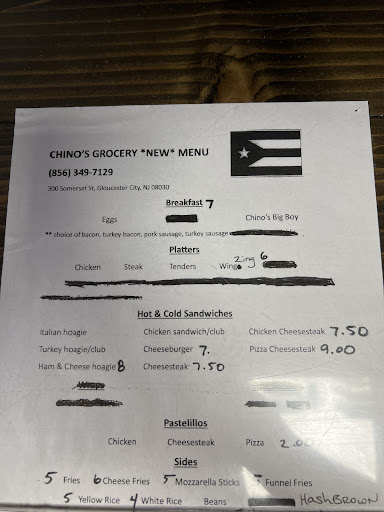 CHINO'S GROCERY *NEW* MENU
(856) 349-7129
300 Somerset St, Gloucester City, NJ 08030
Breakfast 7
Eggs Chino's Big Boy
** choice of bacon, turkey bacon, pork sausage, turkey sausage
Platters
Chicken Steak Tenders Wings Zing 6
Hot & Cold Sandwiches
Italian hoagie Chicken sandwich/club Chicken Cheesesteak 7.50
Turkey hoagie/club Cheeseburger 7. Pizza Cheesesteak 9.00
Ham & Cheese hoagie 8 Cheesesteak 7.50
Wraps
Pastelillos
Chicken Cheesesteak Pizza 2.00
Sides
5 Fries 6 Cheese Fries 5 Mozzarella Sticks 5 Funnel Fries
5 Yellow Rice 4 White Rice Beans HashBrown